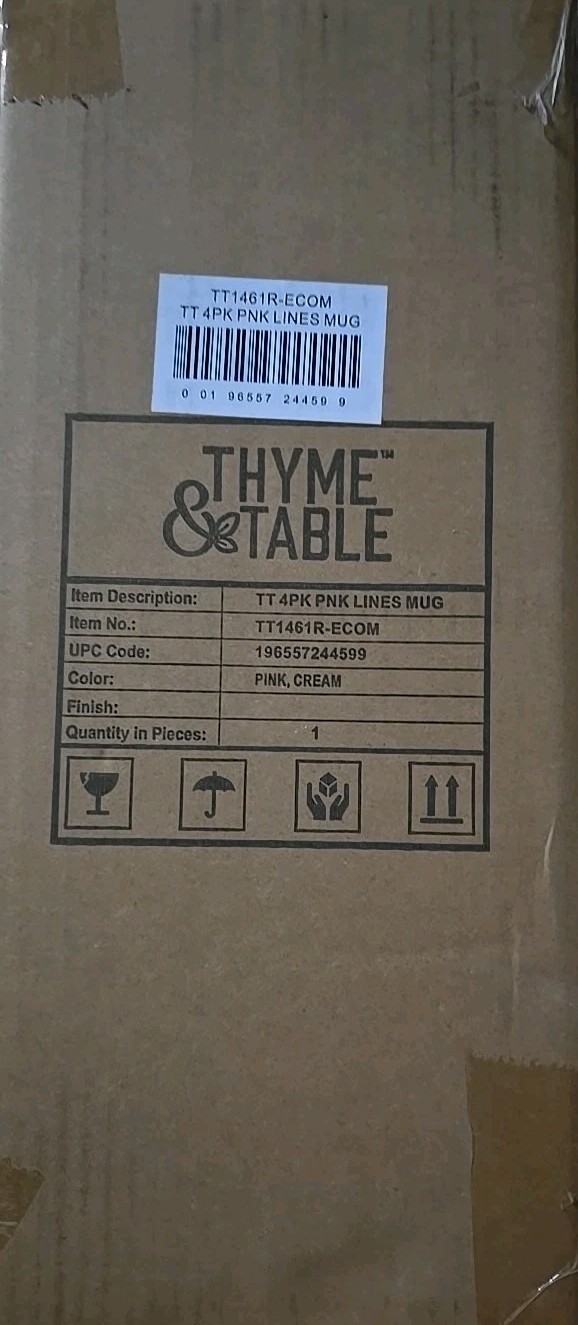 TT1461R-ECOM
TT 4PK PNK LINES MUG
0 01 96557 24459 9
THYME™
&TABLE
Item Description: TT 4PK PNK LINES MUG
Item No.: TT1461R-ECOM
UPC Code: 196557244599
Color: PINK, CREAM
Finish:
Quantity in Pieces: 1